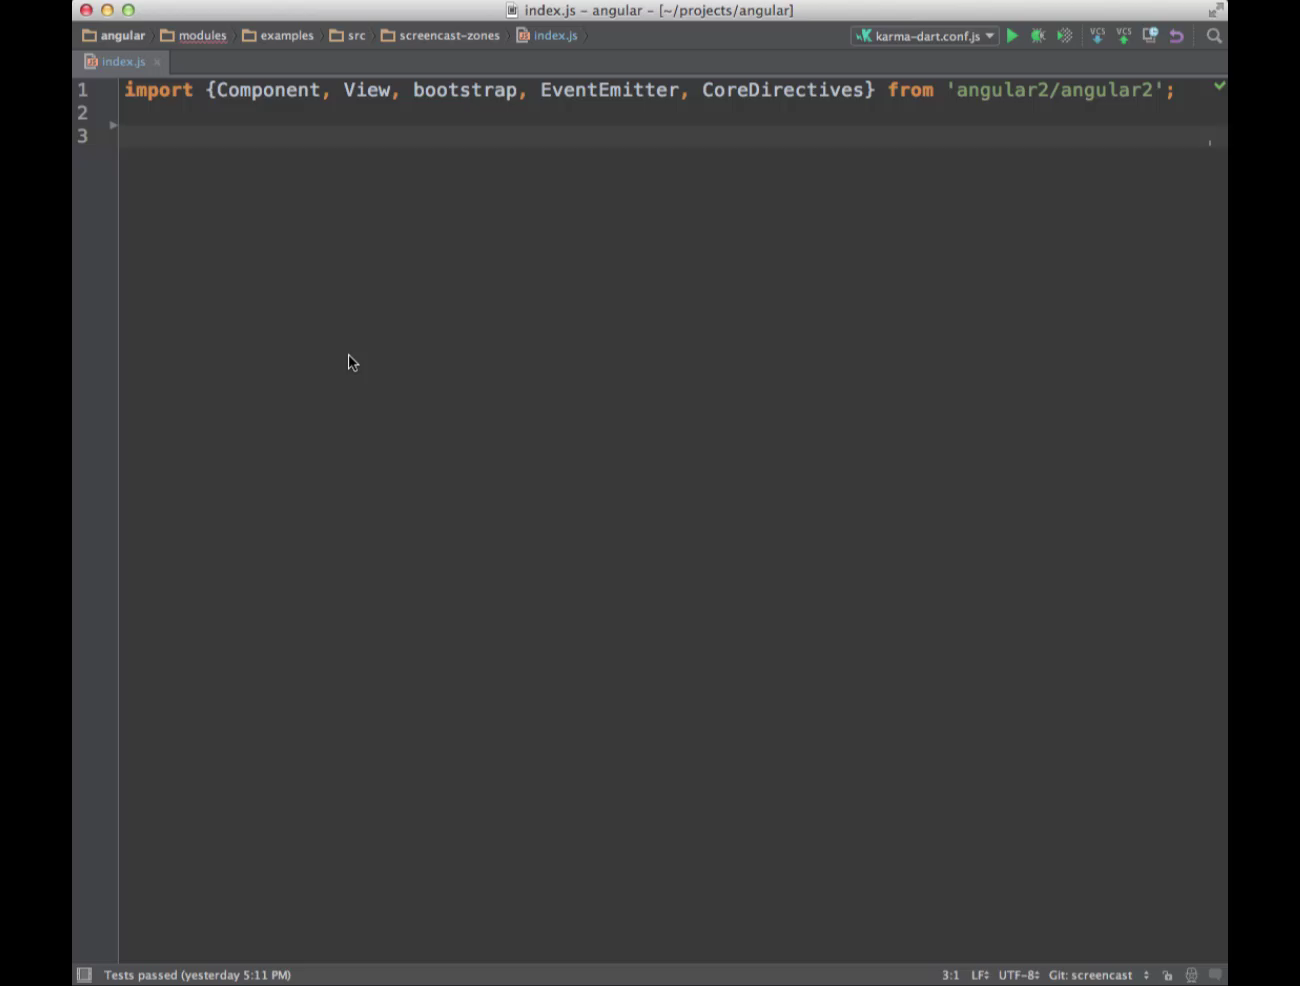 index.js – angular – [~/projects/angular]
angular modules examples src screencast-zones index.js karma-dart.conf.js VCS VCS
index.js
1 import {Component, View, bootstrap, EventEmitter, CoreDirectives} from 'angular2/angular2';
2
3
Tests passed (yesterday 5:11 PM) 3:1 LF UTF-8 Git: screencast